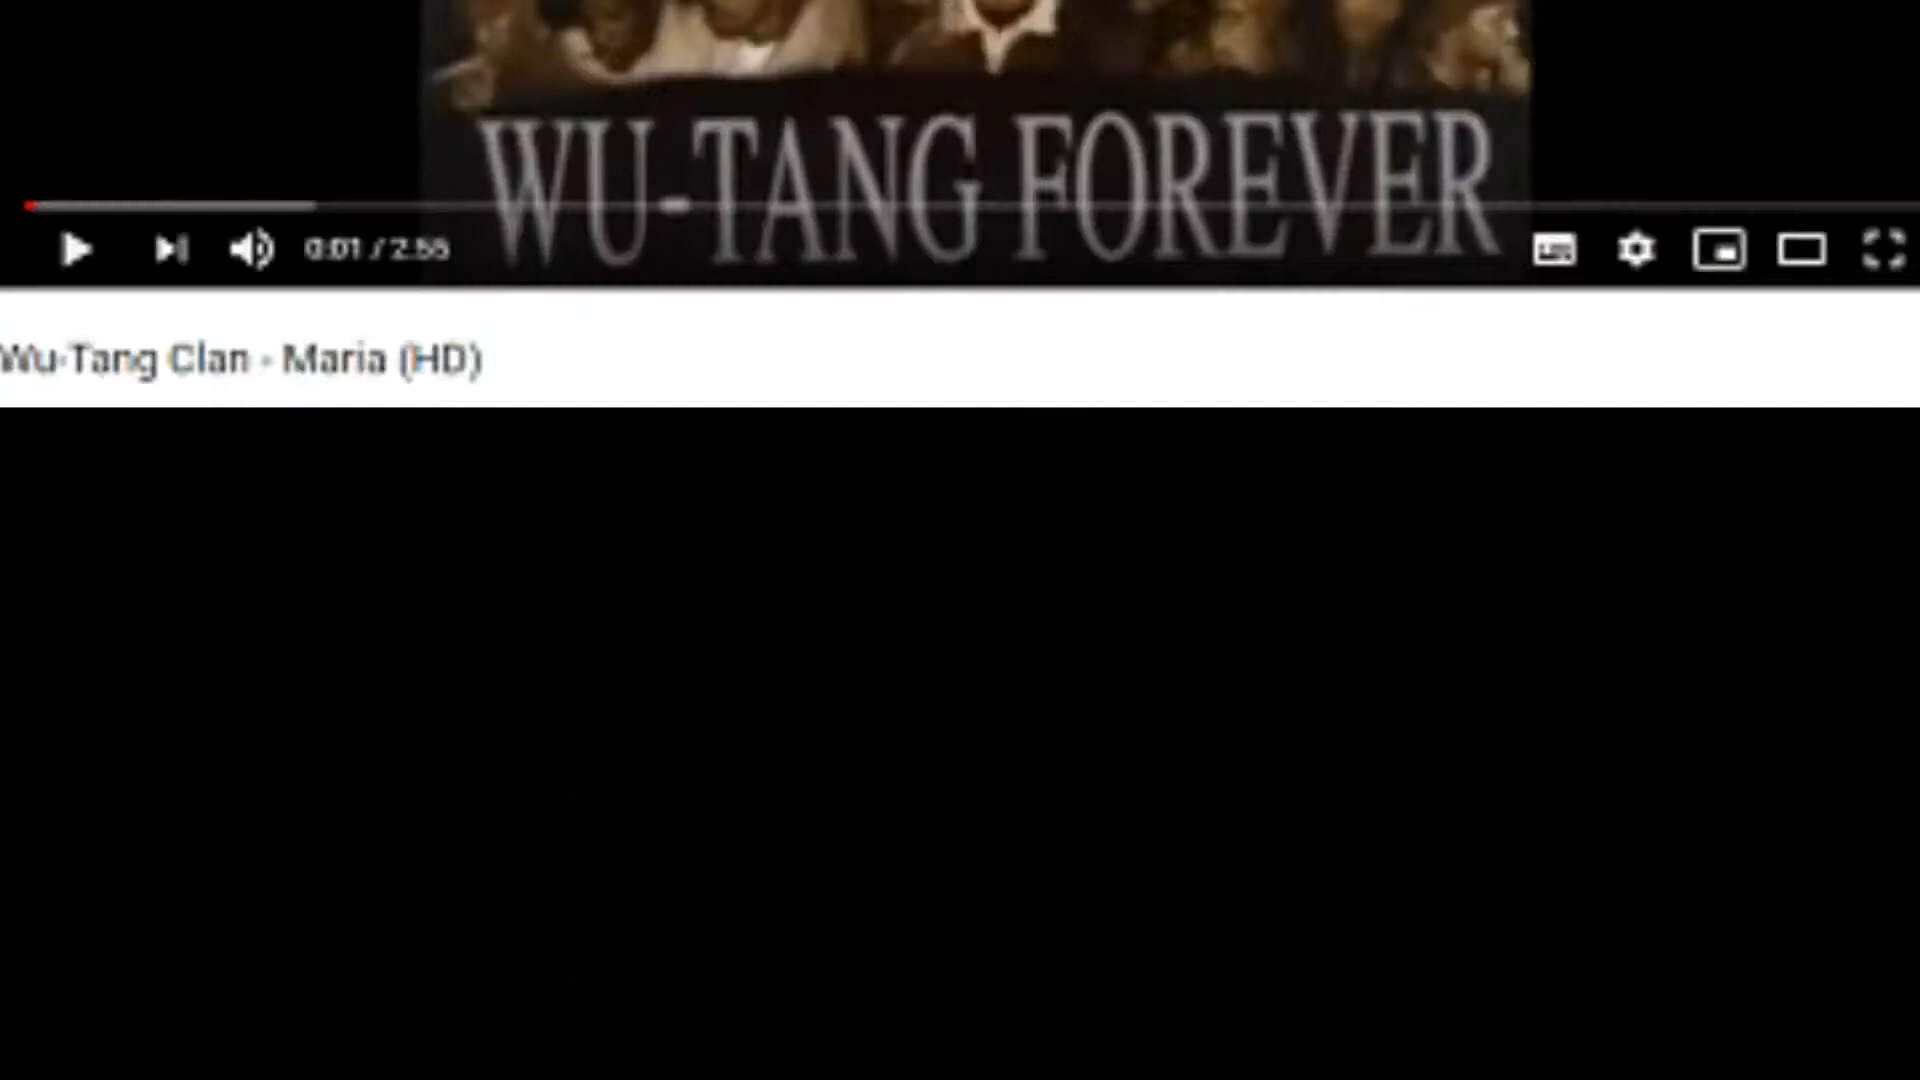 WU-TANG FOREVER
0:01 / 2:55
Wu-Tang Clan - Maria (HD)